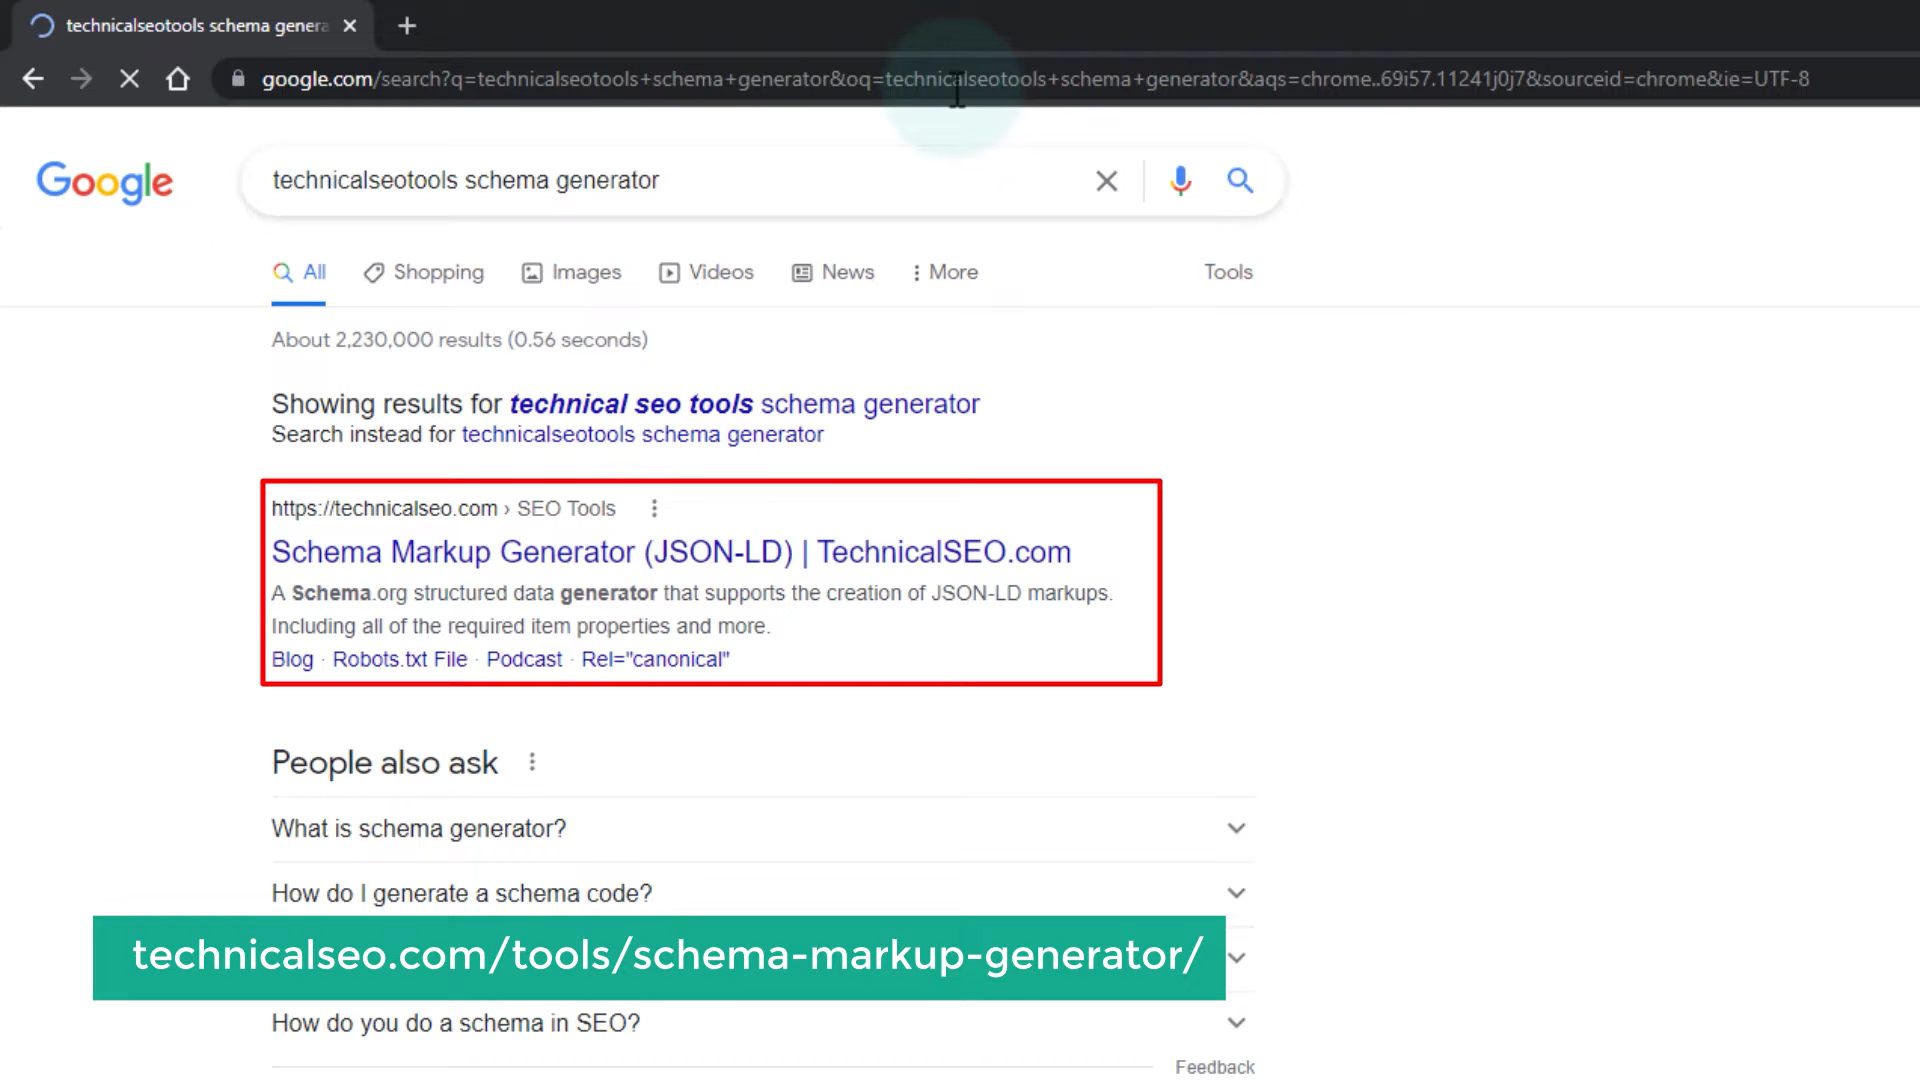 technicalseotools schema genera
google.com/search?q=technicalseotools+schema+generator&oq=technicalseotools+schema+generator&aqs=chrome..69i57.11241j0j7&sourceid=chrome&ie=UTF-8
Google
technicalseotools schema generator
All Shopping Images Videos News More Tools
About 2,230,000 results (0.56 seconds)
Showing results for technical seo tools schema generator
Search instead for technicalseotools schema generator
https://technicalseo.com › SEO Tools
Schema Markup Generator (JSON-LD) | TechnicalSEO.com
A Schema.org structured data generator that supports the creation of JSON-LD markups.
Including all of the required item properties and more.
Blog · Robots.txt File · Podcast · Rel="canonical"
People also ask
What is schema generator?
How do I generate a schema code?
technicalseo.com/tools/schema-markup-generator/
How do you do a schema in SEO?
Feedback